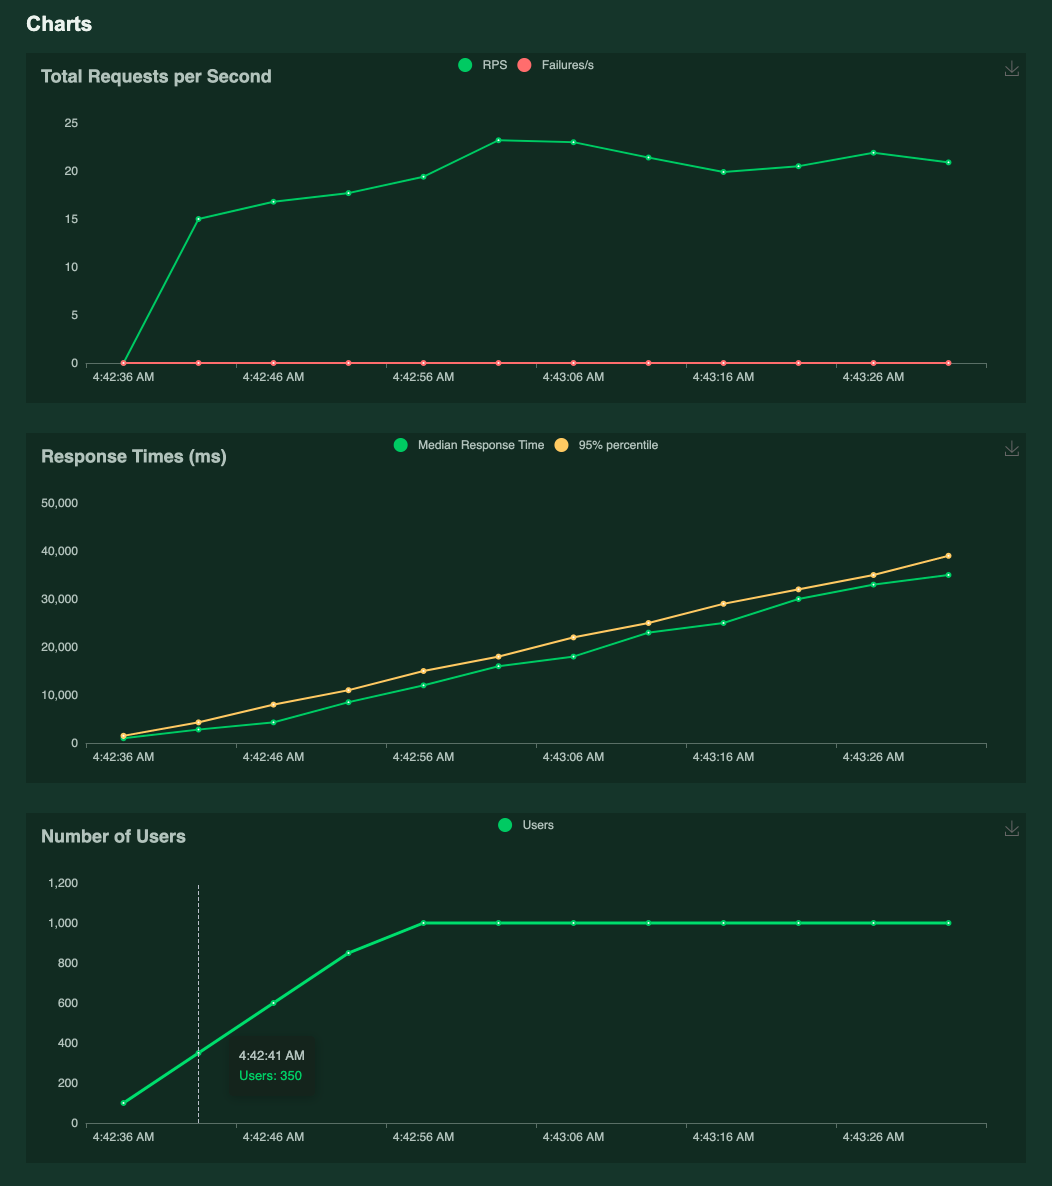 Charts
Total Requests per Second
RPS Failures/s
25
20
15
10
5
0
4:42:36 AM 4:42:46 AM 4:42:56 AM 4:43:06 AM 4:43:16 AM 4:43:26 AM
Response Times (ms)
Median Response Time 95% percentile
50,000
40,000
30,000
20,000
10,000
0
4:42:36 AM 4:42:46 AM 4:42:56 AM 4:43:06 AM 4:43:16 AM 4:43:26 AM
Number of Users
Users
1,200
1,000
800
600
400
200
0
4:42:41 AM
Users: 350
4:42:36 AM 4:42:46 AM 4:42:56 AM 4:43:06 AM 4:43:16 AM 4:43:26 AM